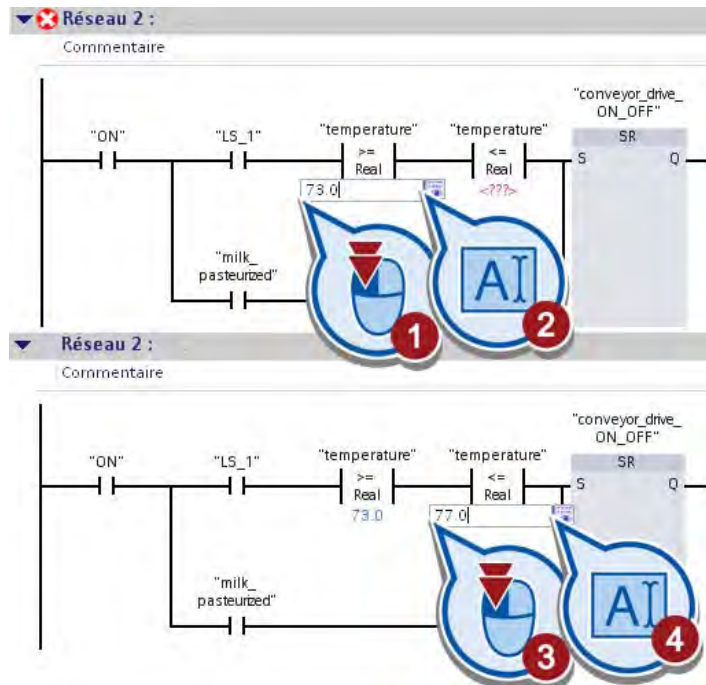 Réseau 2 :
Commentaire
"conveyor_drive_
ON_OFF"
"ON" "LS_1" "temperature" "temperature" SR
>= <= S Q
Real Real
73.0 <???>
"milk_
pasteurized"
A
1 2
Réseau 2 :
Commentaire
"conveyor_drive_
ON_OFF"
"ON" "LS_1" "temperature" "temperature" SR
>= <= S Q
Real Real
73.0 77.0
"milk_
pasteurized"
A
3 4